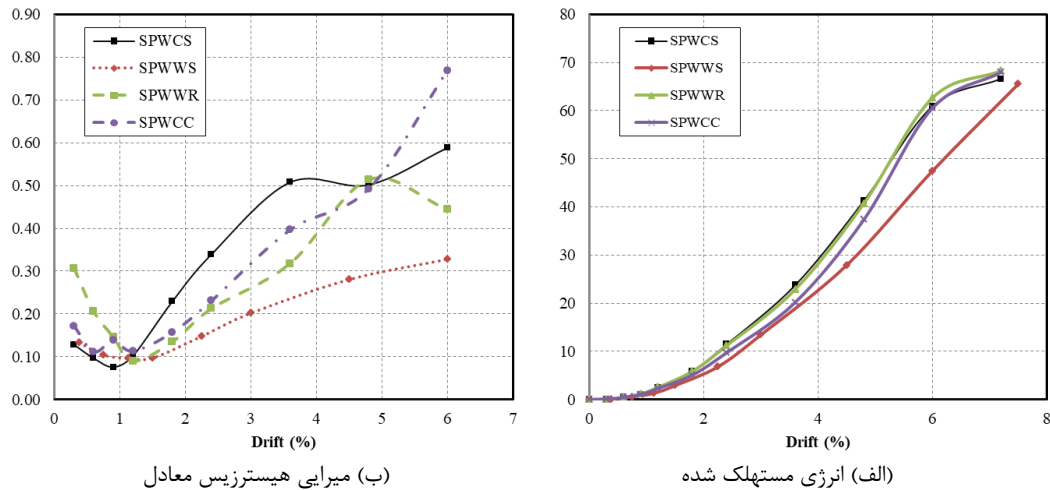 0.90
0.80
0.70
0.60
0.50
0.40
0.30
0.20
0.10
0.00
0 1 2 3 4 5 6 7
Drift (%)
SPWCS
SPWWS
SPWWR
SPWCC
(ب) میرایی هیسترزیس معادل
80
70
60
50
40
30
20
10
0
0 2 4 6 8
Drift (%)
SPWCS
SPWWS
SPWWR
SPWCC
(الف) انرژی مستهلک شده